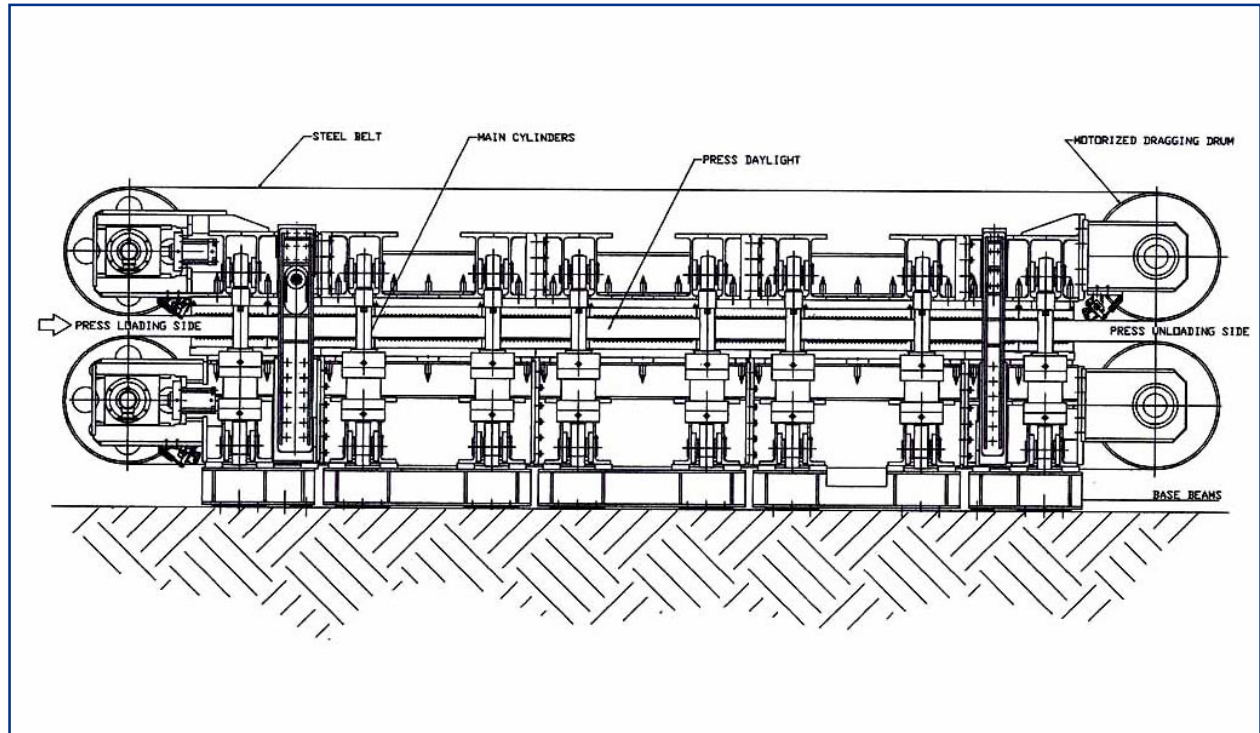 STEEL BELT
MAIN CYLINDERS
MOTORIZED DRAGGING DRUM
PRESS DAYLIGHT
PRESS LOADING SIDE
PRESS UNLOADING SIDE
BASE BEAMS